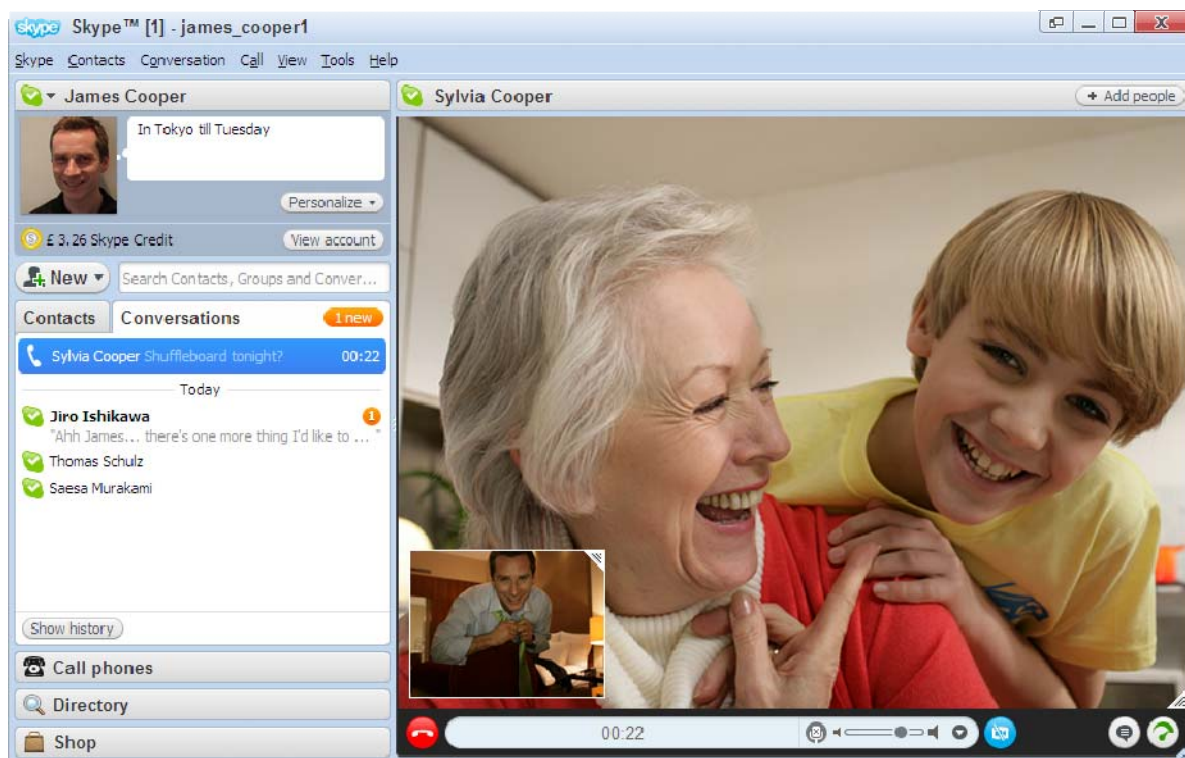 skype Skype™ [1] - james_cooper1
Skype Contacts Conversation Call View Tools Help
James Cooper
In Tokyo till Tuesday
Personalize
£ 3.26 Skype Credit
View account
New
Search Contacts, Groups and Conver...
Contacts
Conversations
1 new
Sylvia Cooper Shuffleboard tonight? 00:22
Today
Jiro Ishikawa 1
"Ahh James... there's one more thing I'd like to ... "
Thomas Schulz
Saesa Murakami
Show history
Call phones
Directory
Shop
Sylvia Cooper
+ Add people
00:22